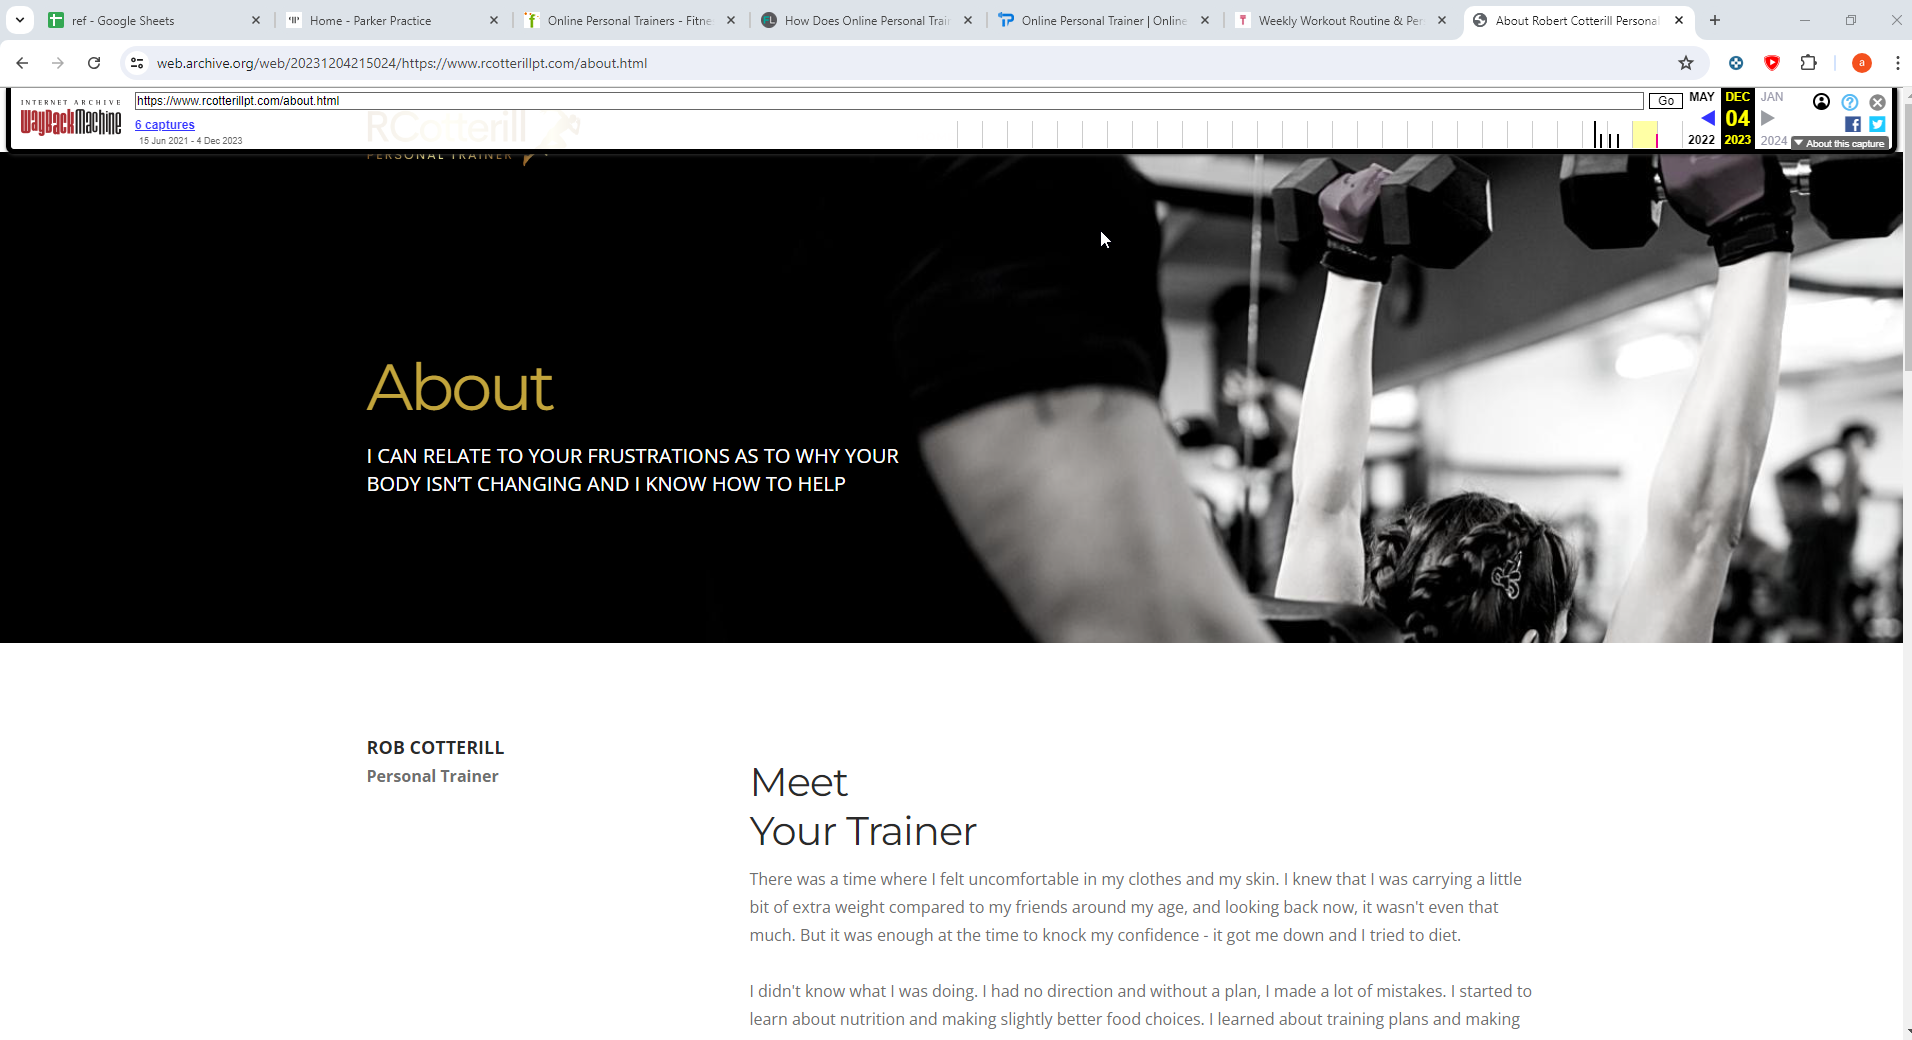 ref - Google Sheets
Home - Parker Practice
Online Personal Trainers - Fitne
How Does Online Personal Trai
Online Personal Trainer | Online
Weekly Workout Routine & Per
About Robert Cotterill Personal
web.archive.org/web/20231204215024/https://www.rcotterillpt.com/about.html
a
INTERNET ARCHIVE
WayBackMachine
https://www.rcotterillpt.com/about.html
Go
MAY DEC JAN
6 captures
04
15 Jun 2021 - 4 Dec 2023
2022 2023 2024
About this capture
RCotterill
PERSONAL TRAINER
About
I CAN RELATE TO YOUR FRUSTRATIONS AS TO WHY YOUR
BODY ISN'T CHANGING AND I KNOW HOW TO HELP
ROB COTTERILL
Personal Trainer
Meet
Your Trainer
There was a time where I felt uncomfortable in my clothes and my skin. I knew that I was carrying a little
bit of extra weight compared to my friends around my age, and looking back now, it wasn't even that
much. But it was enough at the time to knock my confidence - it got me down and I tried to diet.
I didn't know what I was doing. I had no direction and without a plan, I made a lot of mistakes. I started to
learn about nutrition and making slightly better food choices. I learned about training plans and making